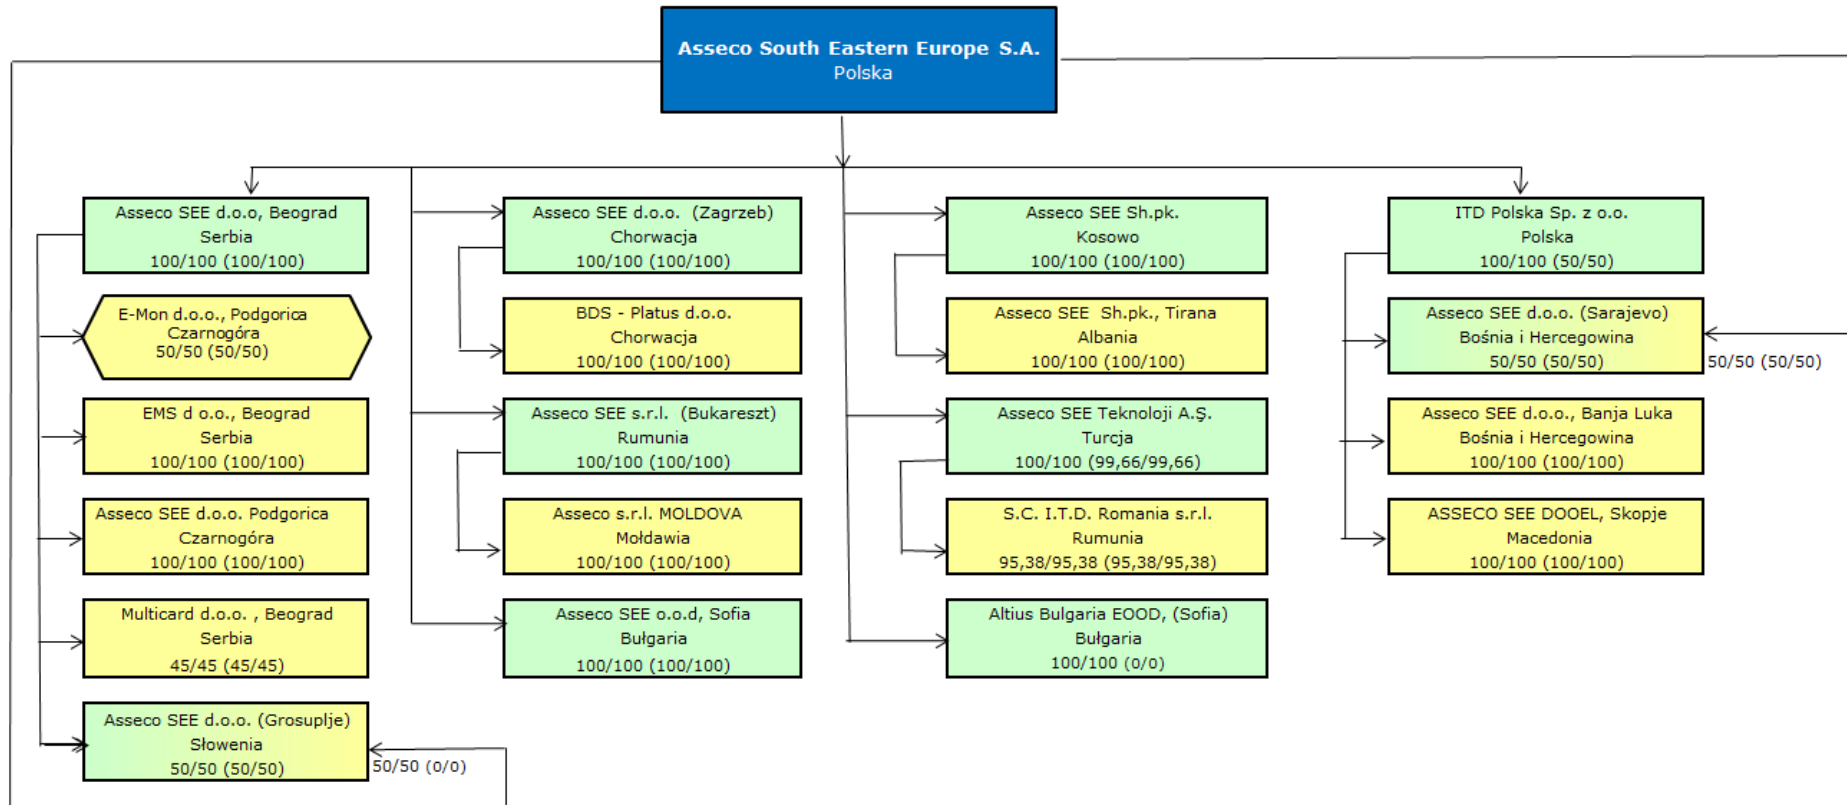 Asseco South Eastern Europe S.A.
Polska
Asseco SEE d.o.o, Beograd
Serbia
100/100 (100/100)
E-Mon d.o.o., Podgorica
Czarnogóra
50/50 (50/50)
EMS d o.o., Beograd
Serbia
100/100 (100/100)
Asseco SEE d.o.o. Podgorica
Czarnogóra
100/100 (100/100)
Multicard d.o.o. , Beograd
Serbia
45/45 (45/45)
Asseco SEE d.o.o. (Grosuplje)
Słowenia
50/50 (50/50)
50/50 (0/0)
Asseco SEE d.o.o. (Zagrzeb)
Chorwacja
100/100 (100/100)
BDS - Platus d.o.o.
Chorwacja
100/100 (100/100)
Asseco SEE s.r.l. (Bukareszt)
Rumunia
100/100 (100/100)
Asseco s.r.l. MOLDOVA
Mołdawia
100/100 (100/100)
Asseco SEE o.o.d, Sofia
Bułgaria
100/100 (100/100)
Asseco SEE Sh.pk.
Kosowo
100/100 (100/100)
Asseco SEE Sh.pk., Tirana
Albania
100/100 (100/100)
Asseco SEE Teknoloji A.Ş.
Turcja
100/100 (99,66/99,66)
S.C. I.T.D. Romania s.r.l.
Rumunia
95,38/95,38 (95,38/95,38)
Altius Bulgaria EOOD, (Sofia)
Bułgaria
100/100 (0/0)
ITD Polska Sp. z o.o.
Polska
100/100 (50/50)
Asseco SEE d.o.o. (Sarajevo)
Bośnia i Hercegowina
50/50 (50/50)
50/50 (50/50)
Asseco SEE d.o.o., Banja Luka
Bośnia i Hercegowina
100/100 (100/100)
ASSECO SEE DOOEL, Skopje
Macedonia
100/100 (100/100)